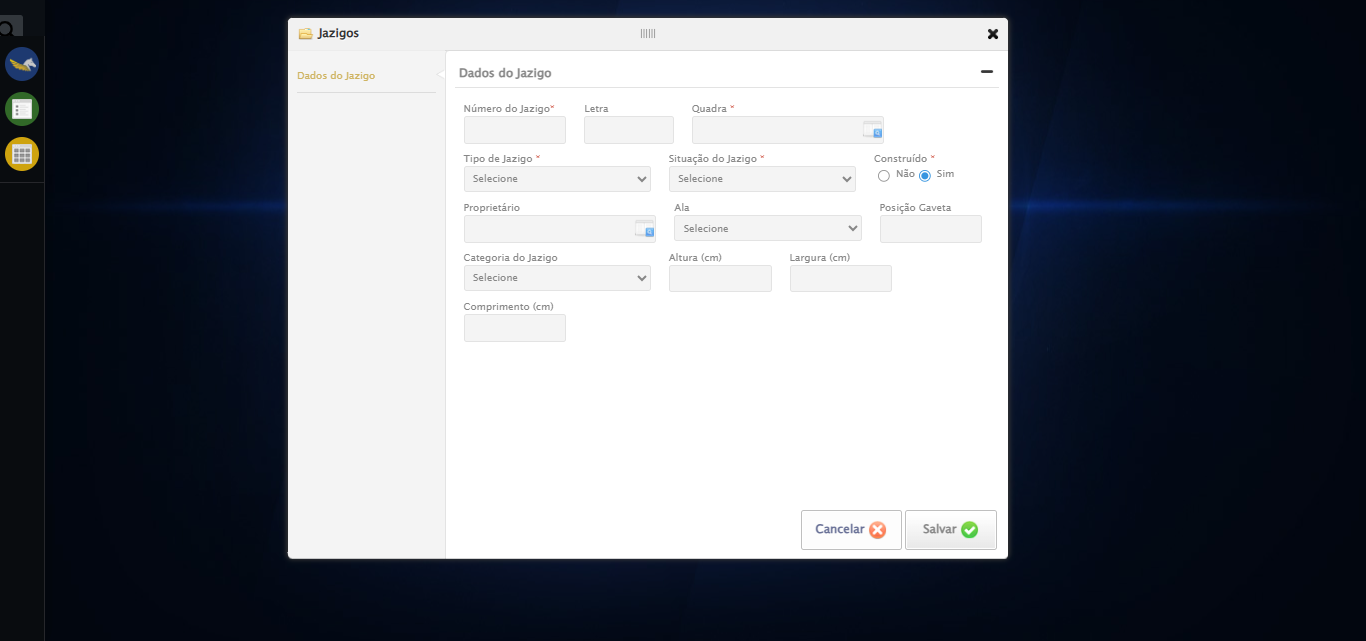 Jazigos
Dados do Jazigo
Dados do Jazigo
Número do Jazigo* Letra Quadra *
Tipo de Jazigo * Situação do Jazigo * Construído *
Selecione Selecione Não Sim
Proprietário Ala Posição Gaveta
Selecione
Categoria do Jazigo Altura (cm) Largura (cm)
Selecione
Comprimento (cm)
Cancelar Salvar